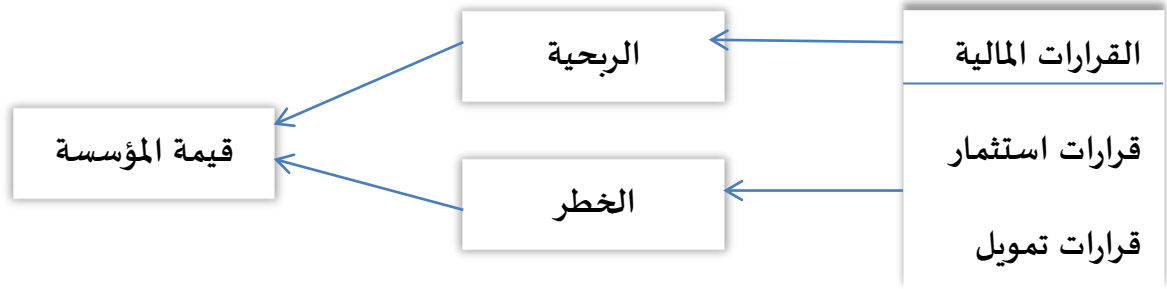 القرارات المالية
قرارات استثمار
قرارات تمويل
الربحية
الخطر
قيمة المؤسسة